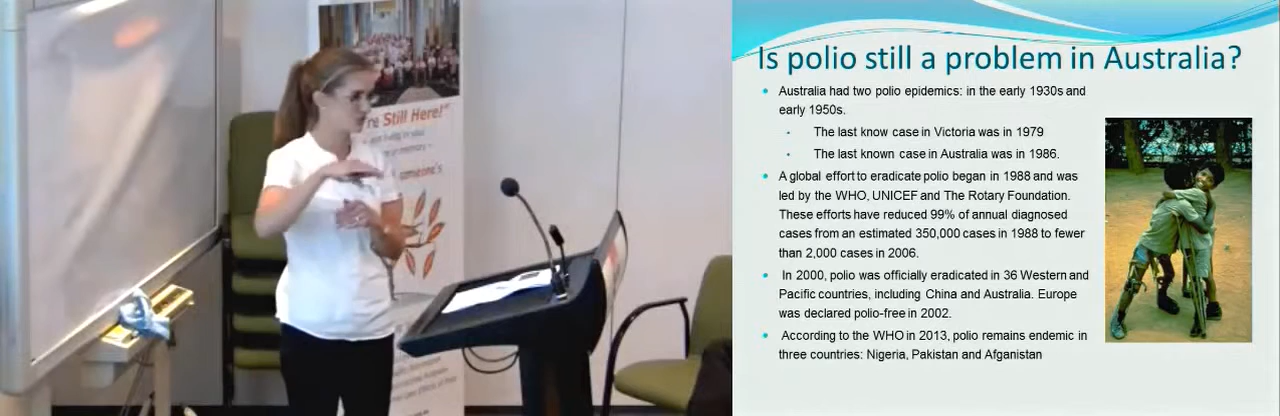 're Still Here!"
someone's
Is polio still a problem in Australia?
Australia had two polio epidemics: in the early 1930s and
early 1950s.
The last know case in Victoria was in 1979
The last known case in Australia was in 1986.
A global effort to eradicate polio began in 1988 and was
led by the WHO, UNICEF and The Rotary Foundation.
These efforts have reduced 99% of annual diagnosed
cases from an estimated 350,000 cases in 1988 to fewer
than 2,000 cases in 2006.
In 2000, polio was officially eradicated in 36 Western and
Pacific countries, including China and Australia. Europe
was declared polio-free in 2002.
According to the WHO in 2013, polio remains endemic in
three countries: Nigeria, Pakistan and Afganistan